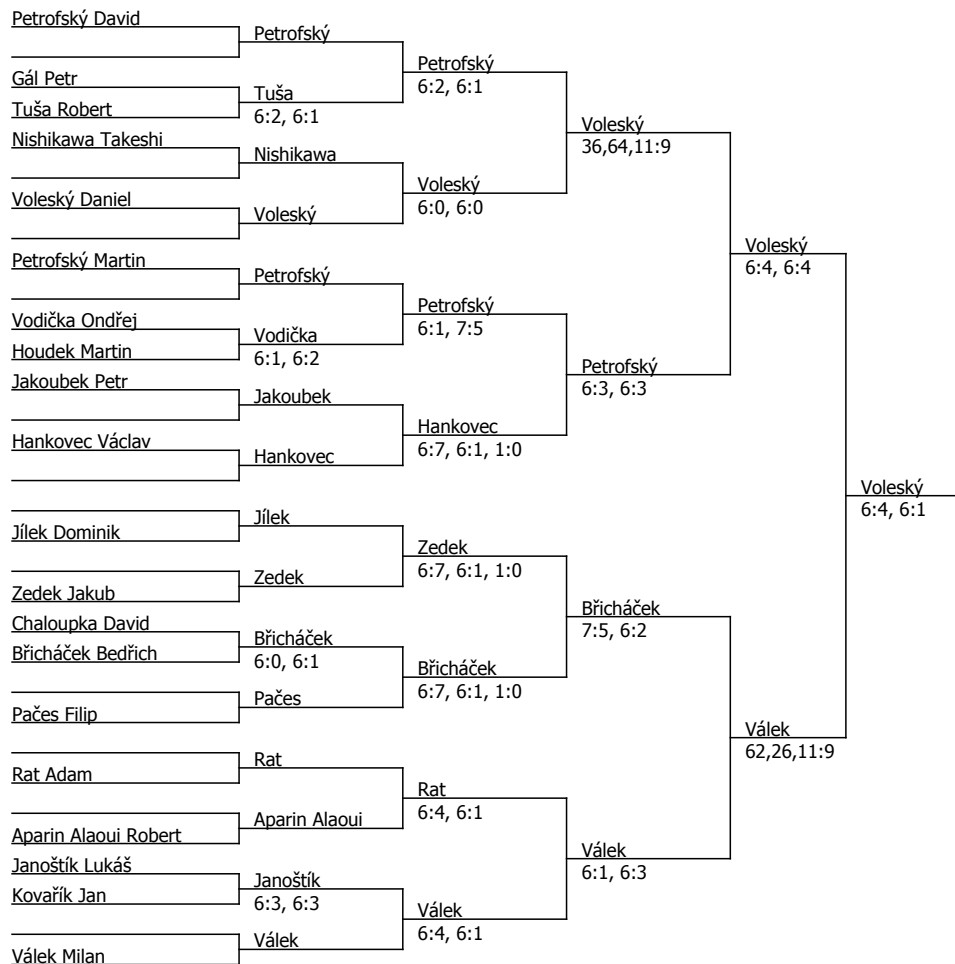 Petrofský David
Gál Petr
Tuša Robert
Nishikawa Takeshi
Voleský Daniel
Petrofský Martin
Vodička Ondřej
Houdek Martin
Jakoubek Petr
Hankovec Václav
Jílek Dominik
Zedek Jakub
Chaloupka David
Břicháček Bedřich
Pačes Filip
Rat Adam
Aparin Alaoui Robert
Janoštík Lukáš
Kovařík Jan
Válek Milan
Petrofský
Tuša
6:2, 6:1
Nishikawa
Voleský
Petrofský
Vodička
6:1, 6:2
Jakoubek
Hankovec
Jílek
Zedek
Břicháček
6:0, 6:1
Pačes
Rat
Aparin Alaoui
Janoštík
6:3, 6:3
Válek
Petrofský
6:2, 6:1
Voleský
6:0, 6:0
Petrofský
6:1, 7:5
Hankovec
6:7, 6:1, 1:0
Zedek
6:7, 6:1, 1:0
Břicháček
6:7, 6:1, 1:0
Rat
6:4, 6:1
Válek
6:4, 6:1
Voleský
36,64,11:9
Petrofský
6:3, 6:3
Břicháček
7:5, 6:2
Válek
6:1, 6:3
Voleský
6:4, 6:4
Válek
62,26,11:9
Voleský
6:4, 6:1